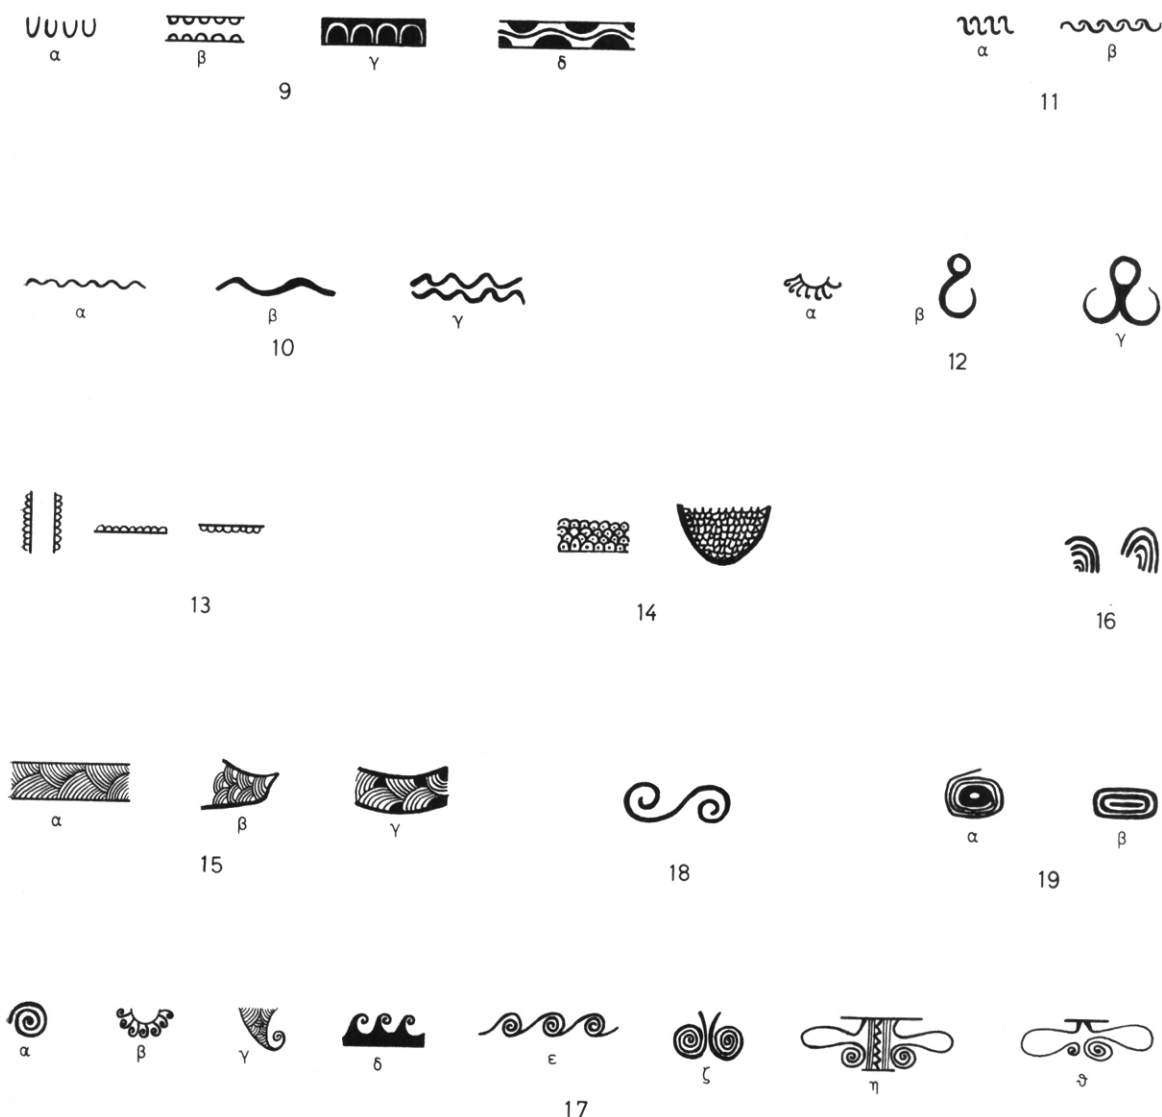 α β γ δ α β
9 11
α β γ α β γ
10 12
13 14 16
α β γ α β
15 18 19
α β γ δ ε ζ η ϑ
17